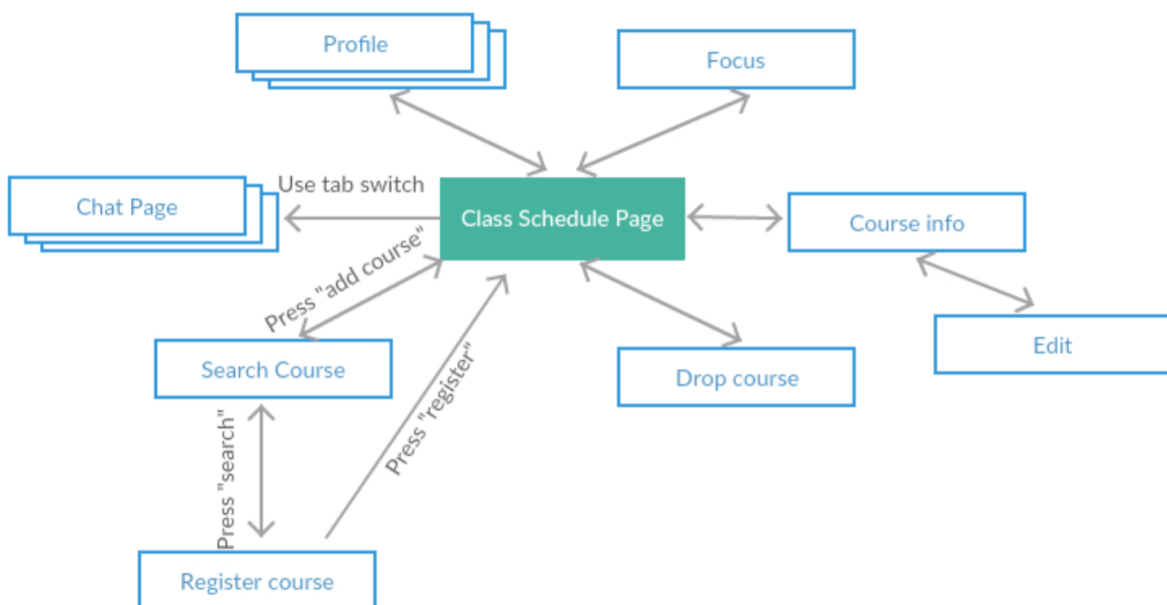 Profile
Focus
Use tab switch
Chat Page
Class Schedule Page
Course info
Press "add course"
Edit
Search Course
Drop course
Press "register"
Press "search"
Register course